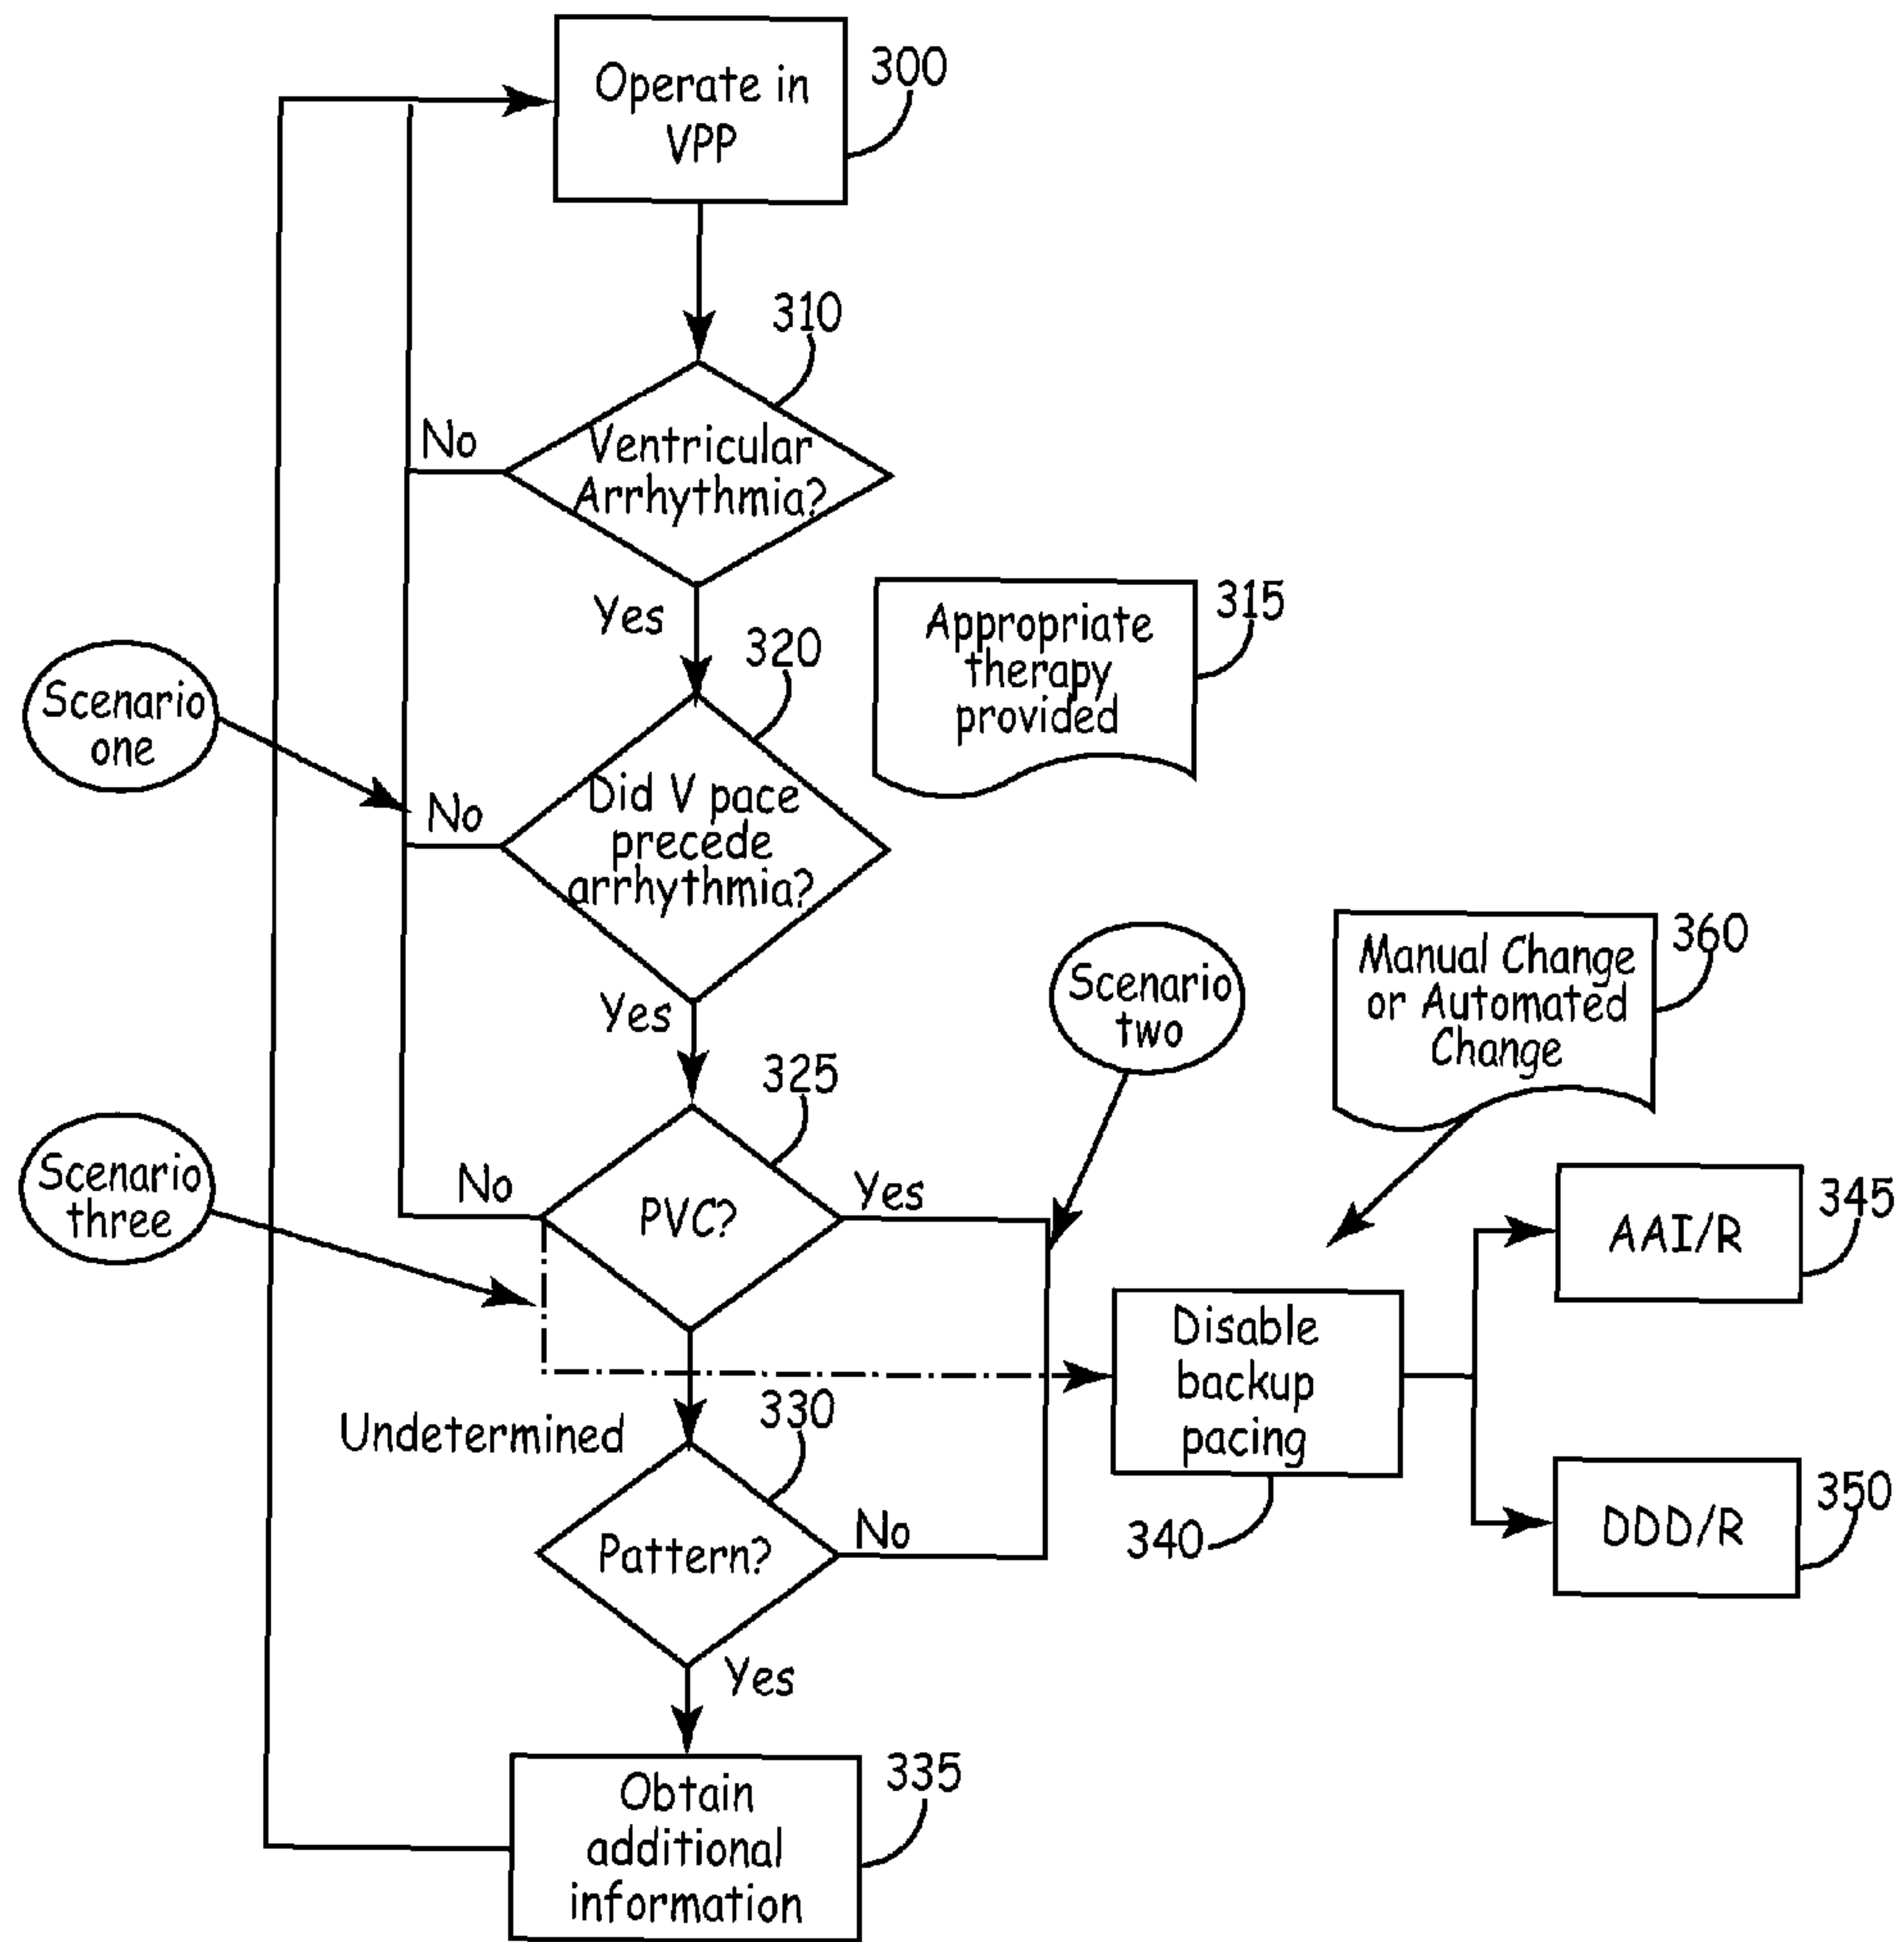 Operate in
VPP
300
310
No
Ventricular
Arrhythmia?
Yes
Appropriate
therapy
provided
315
320
Scenario
one
No
Did V pace
precede
arrhythmia?
Manual Change
or Automated
Change
360
Scenario
two
Yes
325
Scenario
three
No
PVC?
Yes
AAI/R
345
Disable
backup
pacing
340
Undetermined
330
Pattern?
No
DDD/R
350
Yes
Obtain
additional
information
335